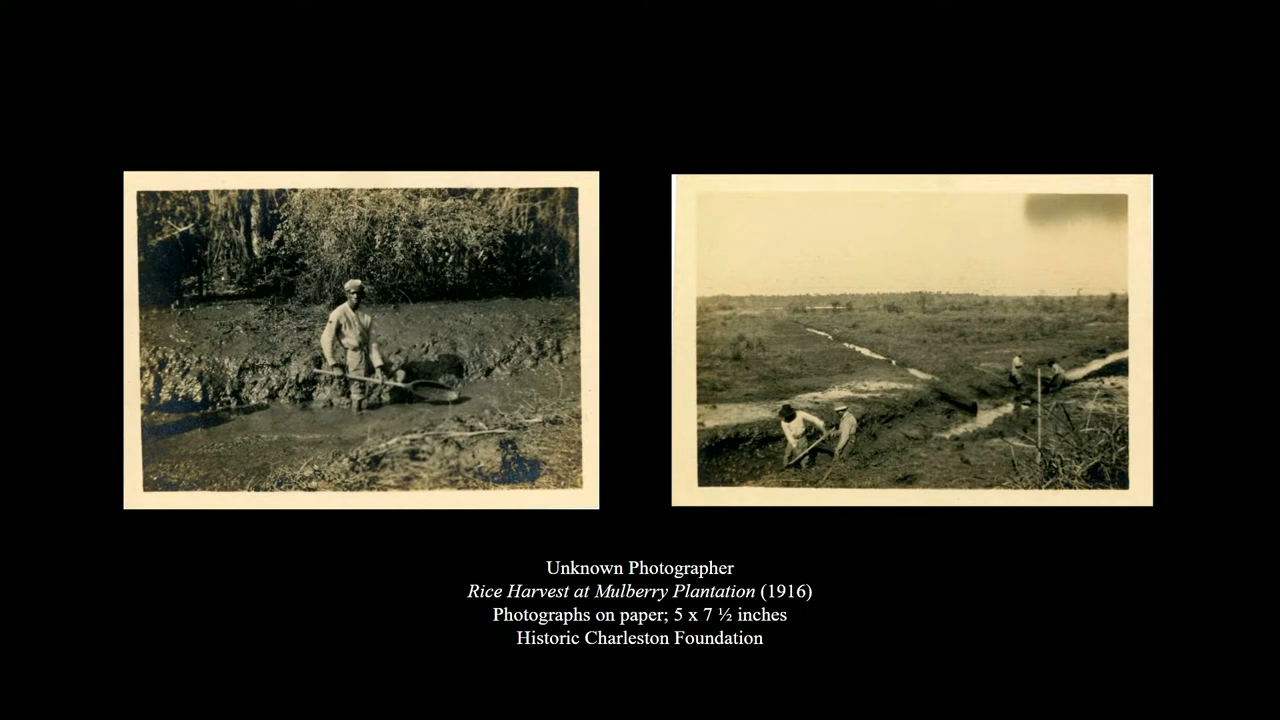 Unknown Photographer
Rice Harvest at Mulberry Plantation (1916)
Photographs on paper; 5 x 7 ½ inches
Historic Charleston Foundation